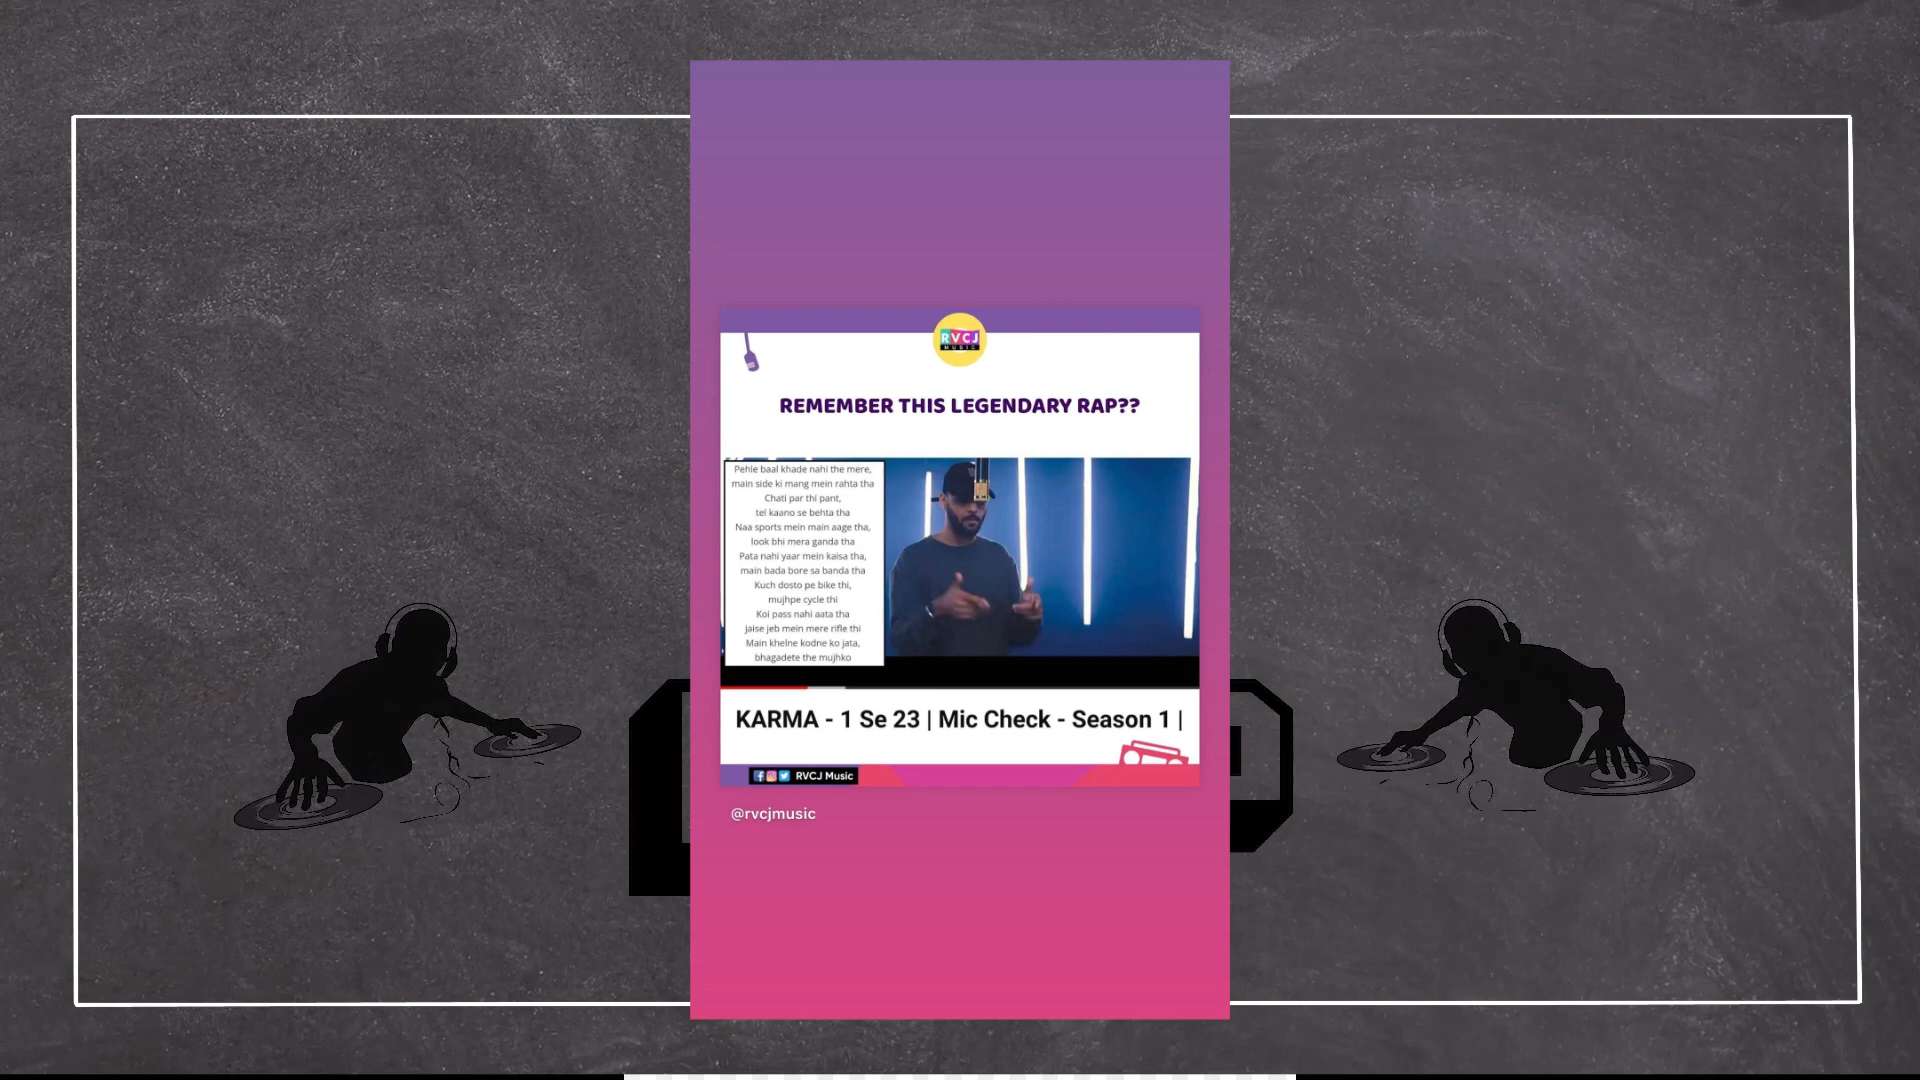 RVCJ
MUSIC
REMEMBER THIS LEGENDARY RAP??
Pehle baal khade nahi the mere,
main side ki mang mein rahta tha
Chati par thi pant,
tel kaano se behta tha
Naa sports mein main aage tha,
look bhi mera ganda tha
Pata nahi yaar mein kaisa tha,
main bada bore sa banda tha
Kuch dosto pe bike thi,
mujhpe cycle thi
Koi pass nahi aata tha
jaise jeb mein mere rifle thi
Main khelne kodne ko jata,
bhagadete the mujhko
KARMA - 1 Se 23 | Mic Check - Season 1 |
RVCJ Music
@rvcjmusic